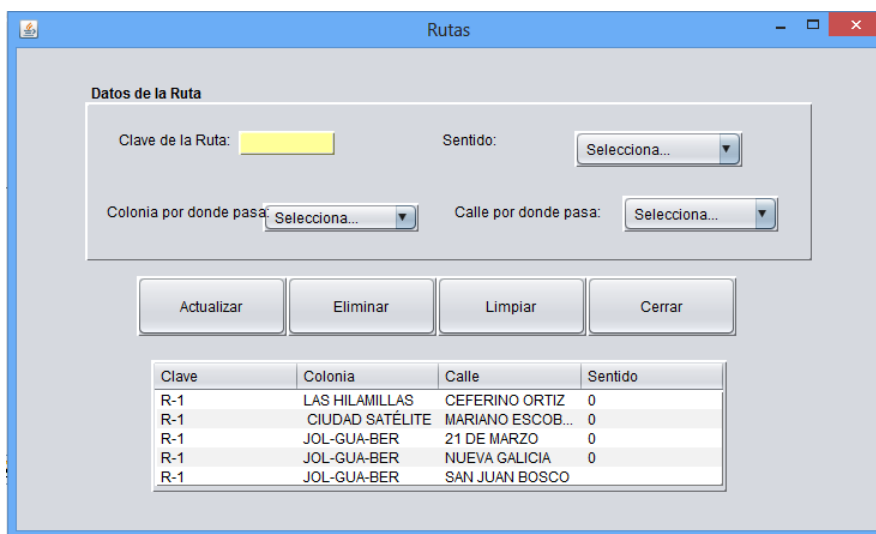 Rutas
Datos de la Ruta
Clave de la Ruta:
Sentido: Selecciona...
Colonia por donde pasa: Selecciona...
Calle por donde pasa: Selecciona...
Actualizar Eliminar Limpiar Cerrar
Clave Colonia Calle Sentido
R-1 LAS HILAMILLAS CEFERINO ORTIZ 0
R-1 CIUDAD SATÉLITE MARIANO ESCOB... 0
R-1 JOL-GUA-BER 21 DE MARZO 0
R-1 JOL-GUA-BER NUEVA GALICIA 0
R-1 JOL-GUA-BER SAN JUAN BOSCO